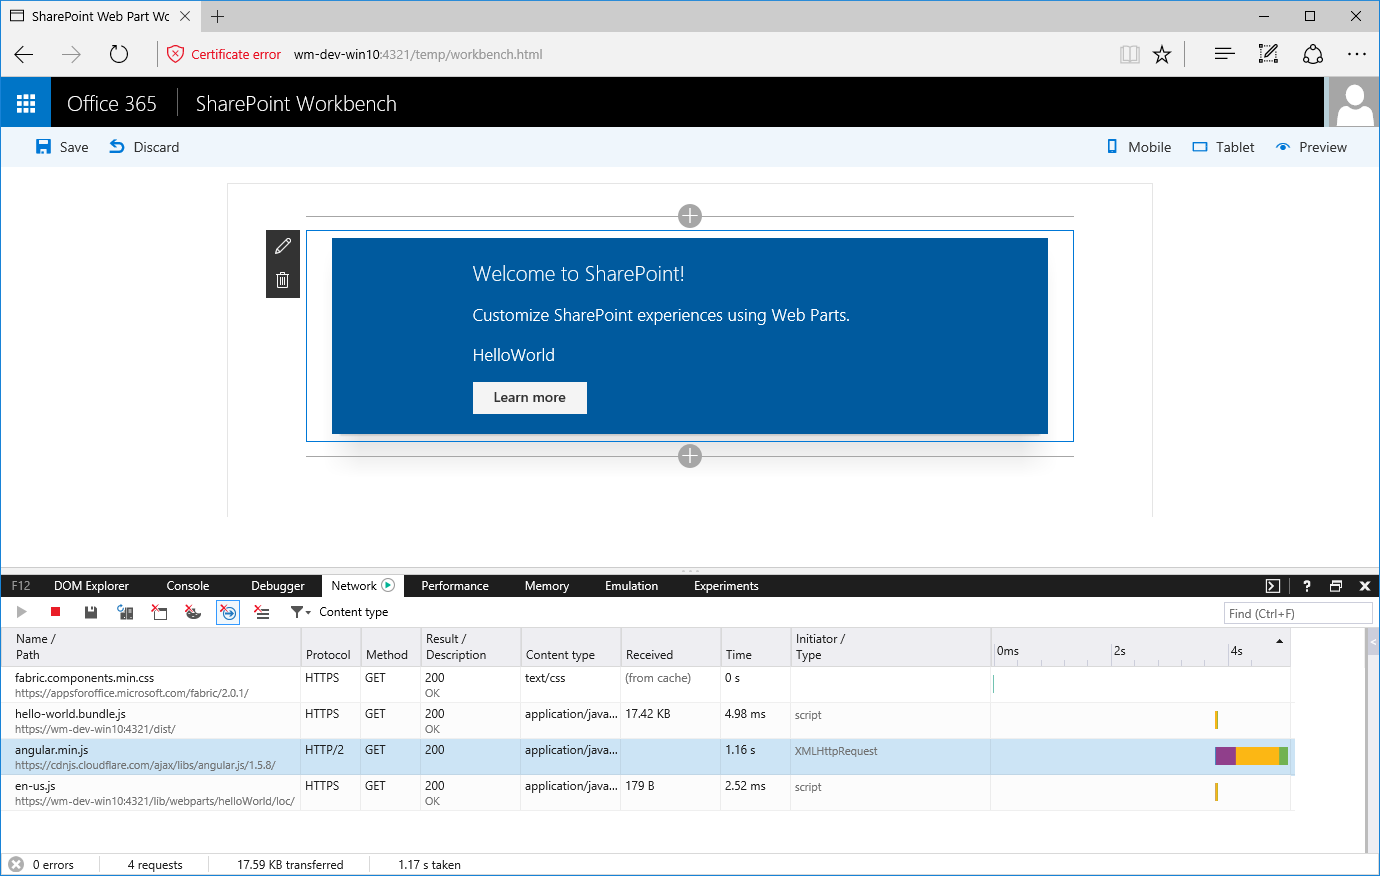 SharePoint Web Part Wc
Certificate error wm-dev-win10:4321/temp/workbench.html
Office 365 SharePoint Workbench
Save Discard Mobile Tablet Preview
Welcome to SharePoint!
Customize SharePoint experiences using Web Parts.
HelloWorld
Learn more
F12 DOM Explorer Console Debugger Network Performance Memory Emulation Experiments ?
Content type Find (Ctrl+F)
Name / Path Protocol Method Result / Description Content type Received Time Initiator / Type 0ms 2s 4s
fabric.components.min.css HTTPS GET 200 text/css (from cache) 0 s
https://appsforoffice.microsoft.com/fabric/2.0.1/ OK
hello-world.bundle.js HTTPS GET 200 application/java... 17.42 KB 4.98 ms script
https://wm-dev-win10:4321/dist/ OK
angular.min.js HTTP/2 GET 200 application/java... 1.16 s XMLHttpRequest
https://cdnjs.cloudflare.com/ajax/libs/angular.js/1.5.8/
en-us.js HTTPS GET 200 application/java... 179 B 2.52 ms script
https://wm-dev-win10:4321/lib/webparts/helloWorld/loc/ OK
0 errors 4 requests 17.59 KB transferred 1.17 s taken